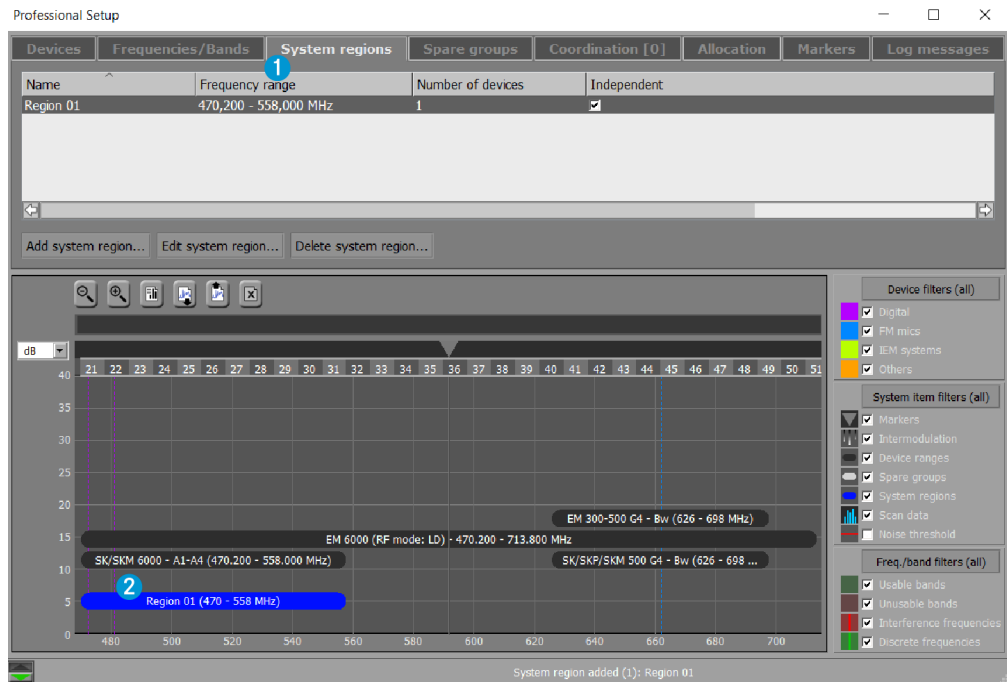 Professional Setup
Devices Frequencies/Bands System regions Spare groups Coordination [0] Allocation Markers Log messages
1
Name Frequency range Number of devices Independent
Region 01 470,200 - 558,000 MHz 1
Add system region... Edit system region... Delete system region...
Device filters (all)
Digital
FM mics
IEM systems
Others
System item filters (all)
Markers
Intermodulation
Device ranges
Spare groups
System regions
Scan data
Noise threshold
Freq./band filters (all)
Usable bands
Unusable bands
Interference frequencies
Discrete frequencies
dB
21 22 23 24 25 26 27 28 29 30 31 32 33 34 35 36 37 38 39 40 41 42 43 44 45 46 47 48 49 50 51
40
35
30
25
20
EM 300-500 G4 - Bw (626 - 698 MHz)
15
EM 6000 (RF mode: LD) - 470.200 - 713.800 MHz
SK/SKM 6000 - A1-A4 (470.200 - 558.000 MHz) SK/SKP/SKM 500 G4 - Bw (626 - 698 ...
10
2
5
Region 01 (470 - 558 MHz)
0
480 500 520 540 560 580 600 620 640 660 680 700
System region added (1): Region 01